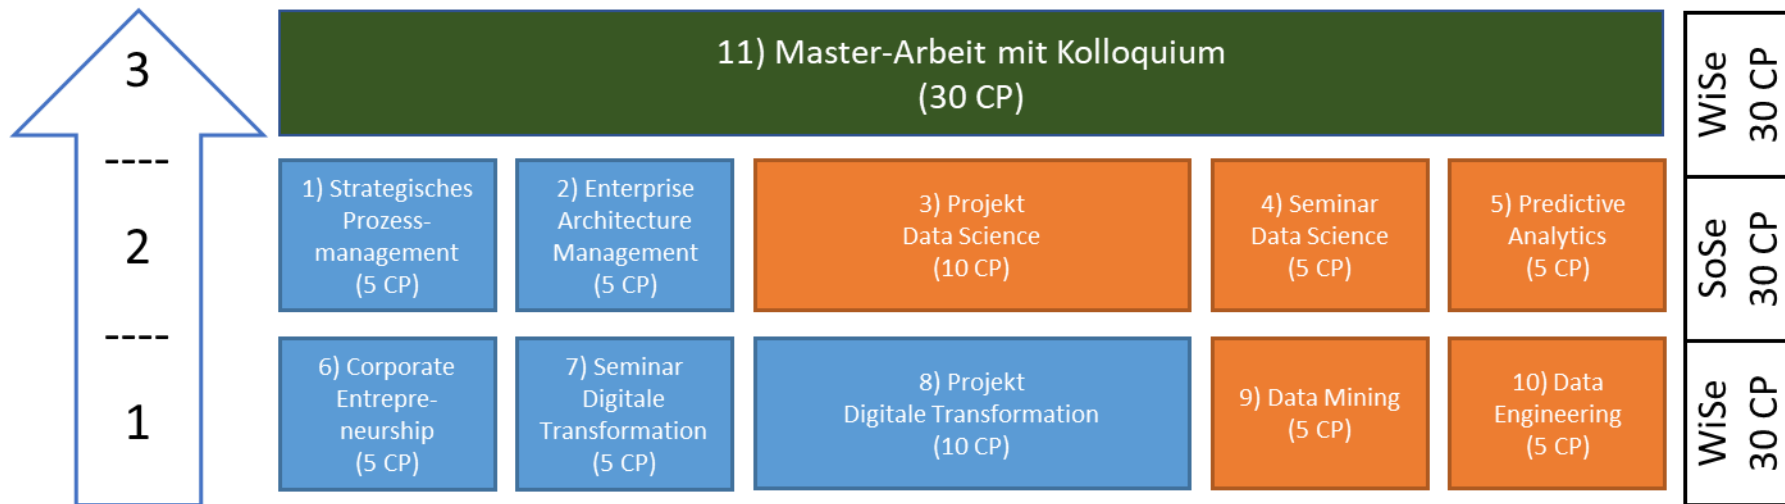 3
11) Master-Arbeit mit Kolloquium
(30 CP)
WiSe
30 CP
----
2
1) Strategisches
Prozess-
management
(5 CP)
2) Enterprise
Architecture
Management
(5 CP)
3) Projekt
Data Science
(10 CP)
4) Seminar
Data Science
(5 CP)
5) Predictive
Analytics
(5 CP)
SoSe
30 CP
----
1
6) Corporate
Entrepre-
neurship
(5 CP)
7) Seminar
Digitale
Transformation
(5 CP)
8) Projekt
Digitale Transformation
(10 CP)
9) Data Mining
(5 CP)
10) Data
Engineering
(5 CP)
WiSe
30 CP